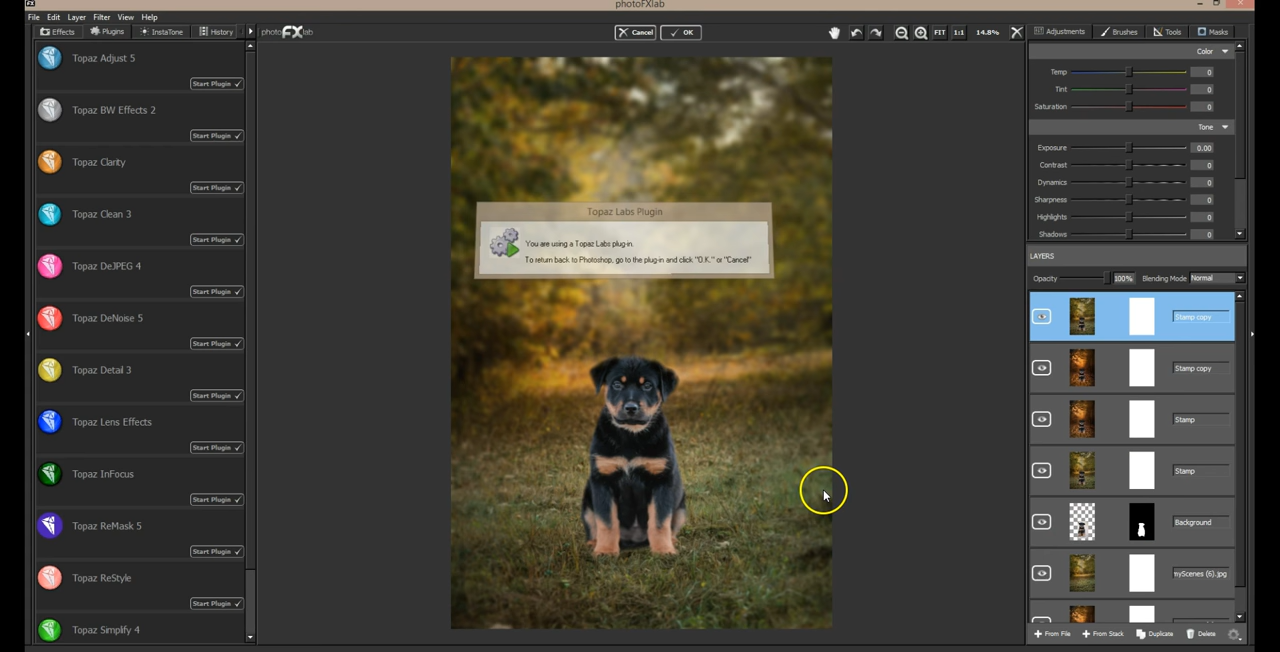 photoFXlab
File Edit View Layer Filter Window Help
Effects Plugins InstaTone History
photoFXlab
Cancel OK
FIT 1:1 14.8%
Adjustments Brushes Tools Masks
Topaz Adjust 5
Start Plugin
Topaz BW Effects 2
Start Plugin
Topaz Clarity
Start Plugin
Topaz Clean 3
Start Plugin
Topaz DeJPEG 4
Start Plugin
Topaz DeNoise 5
Start Plugin
Topaz Detail 3
Start Plugin
Topaz Lens Effects
Start Plugin
Topaz InFocus
Start Plugin
Topaz ReMask 5
Start Plugin
Topaz ReStyle
Start Plugin
Topaz Simplify 4
Topaz Labs Plugin
You are using a Topaz Labs plug-in.
To return back to Photoshop, go to the plug-in and click "O.K." or "Cancel"
Color
Temp 0
Tint 0
Saturation 0
Tone
Exposure 0.00
Contrast 0
Dynamics 0
Sharpness 0
Highlights 0
Shadows 0
LAYERS
Opacity 100% Blending Mode Normal
Stamp copy
Stamp copy
Stamp
Stamp
Background
myScenes (6).jpg
From File From Stack Duplicate Delete